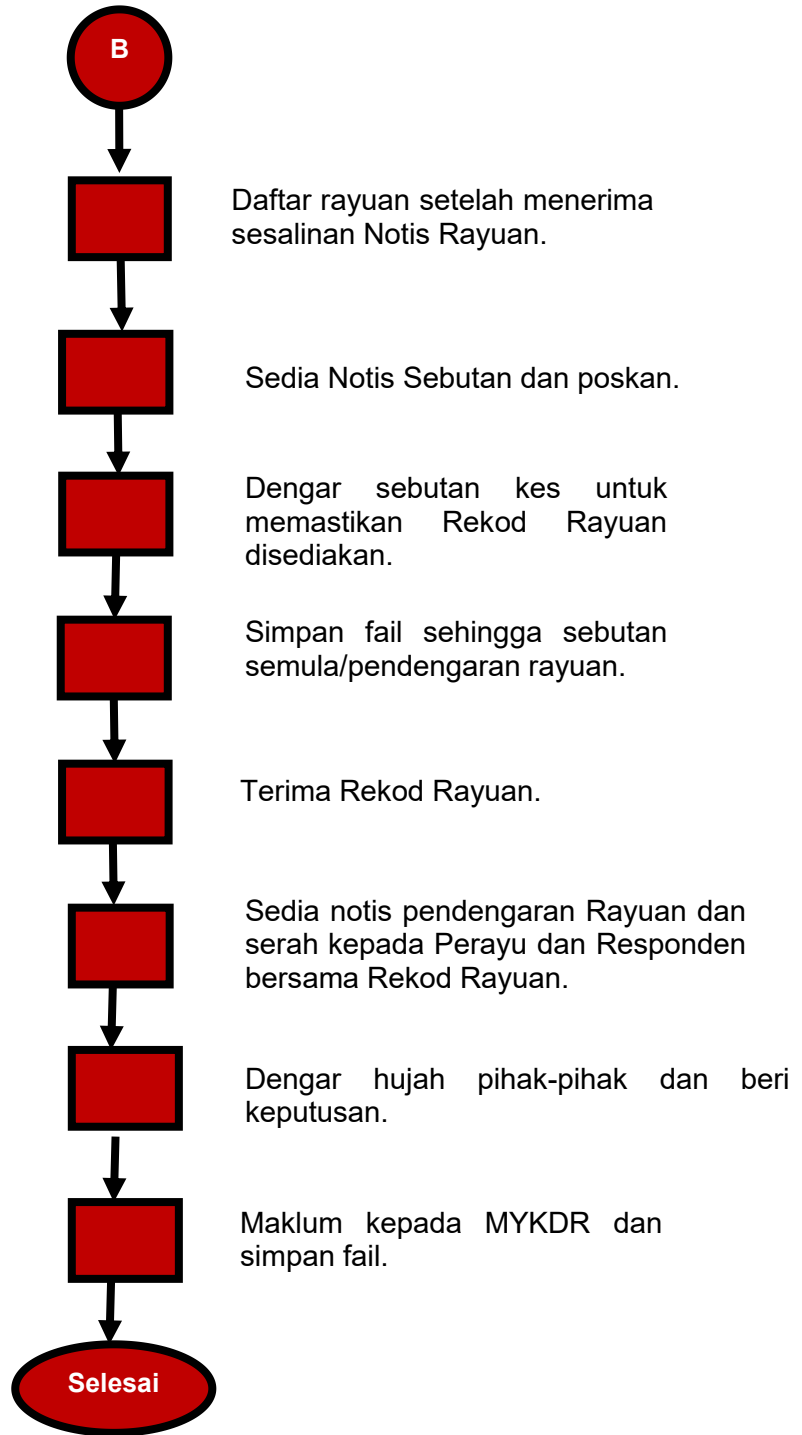 B
Daftar rayuan setelah menerima
sesalinan Notis Rayuan.
Sedia Notis Sebutan dan poskan.
Dengar sebutan kes untuk
memastikan Rekod Rayuan
disediakan.
Simpan fail sehingga sebutan
semula/pendengaran rayuan.
Terima Rekod Rayuan.
Sedia notis pendengaran Rayuan dan
serah kepada Perayu dan Responden
bersama Rekod Rayuan.
Dengar hujah pihak-pihak dan beri
keputusan.
Maklum kepada MYKDR dan
simpan fail.
Selesai